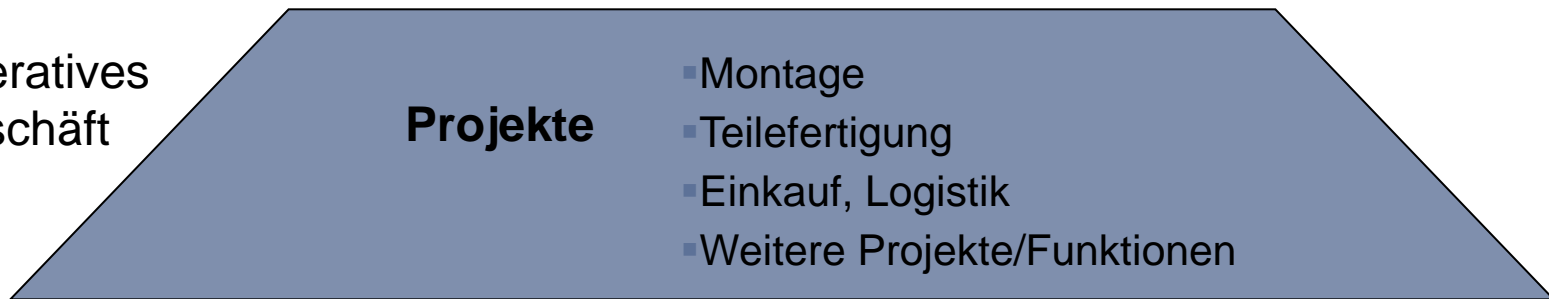 eratives
schäft
Projekte
▪Montage
▪Teilefertigung
▪Einkauf, Logistik
▪Weitere Projekte/Funktionen